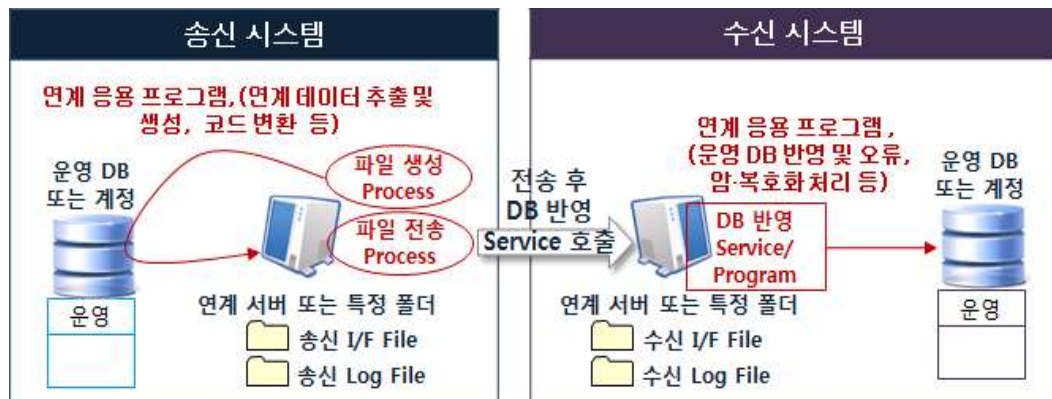 송신 시스템
연계 응용 프로그램, (연계 데이터 추출 및
생성, 코드 변환 등)
운영 DB
또는 계정
파일 생성
Process
파일 전송
Process
운영
연계 서버 또는 특정 폴더
송신 I/F File
송신 Log File
전송 후
DB 반영
Service 호출
수신 시스템
연계 응용 프로그램,
(운영 DB 반영 및 오류,
암·복호화 처리 등)
DB 반영
Service/
Program
운영 DB
또는 계정
연계 서버 또는 특정 폴더
수신 I/F File
수신 Log File
운영